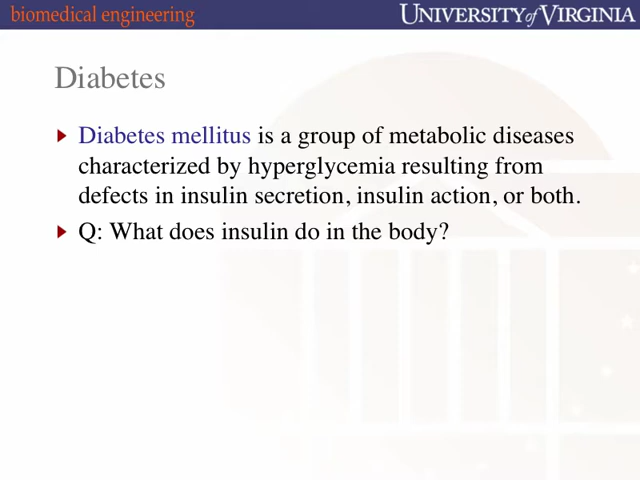 biomedical engineering
UNIVERSITY of VIRGINIA
Diabetes
Diabetes mellitus is a group of metabolic diseases
characterized by hyperglycemia resulting from
defects in insulin secretion, insulin action, or both.
Q: What does insulin do in the body?